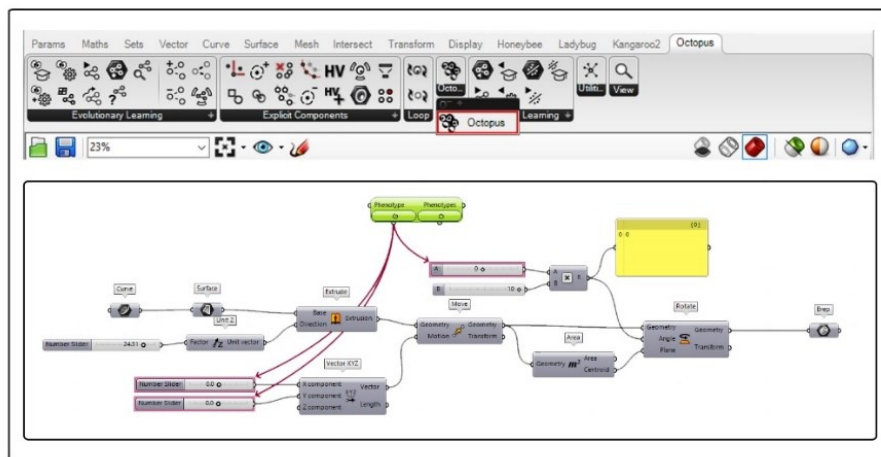 Params Maths Sets Vector Curve Surface Mesh Intersect Transform Display Honeybee Ladybug Kangaroo2 Octopus
HV
HV
Octo...
Utiliti...
View
Evolutionary Learning
Explicit Components
Loop
Learning
Octopus
23%
Phenotype Phenotypes
{0}
0 0
A 0
B 10
A
B
R
Curve
Surface
Extrude
Move
Rotate
Brep
Unit Z
Base
Direction
Extrusion
Geometry
Motion
Geometry
Transform
Area
Geometry
Angle
Plane
Geometry
Transform
Number Slider 24.51
Factor Unit vector
Geometry
Area
Centroid
Vector XYZ
Number Slider 0.0
Number Slider 0.0
X component
Y component
Z component
XYZ
Vector
Length